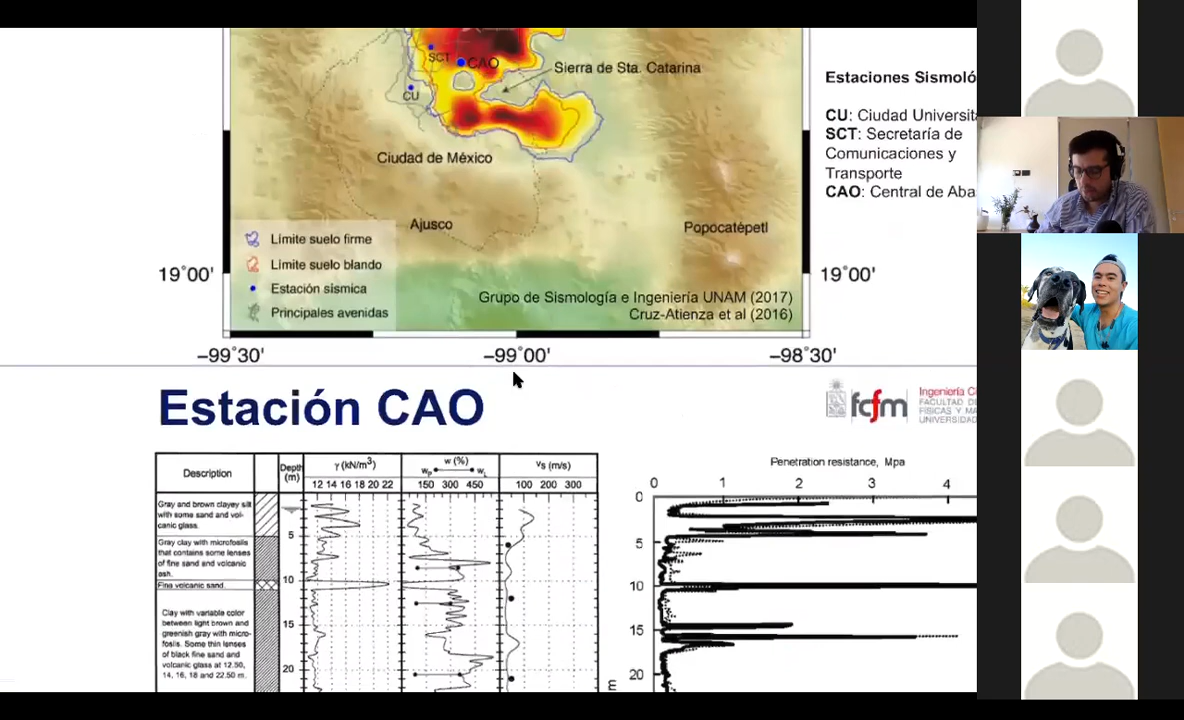 SCT
CAO
Sierra de Sta. Catarina
CU
Ciudad de México
Ajusco
Popocatépetl
Límite suelo firme
Límite suelo blando
Estación sísmica
Principales avenidas
Grupo de Sismología e Ingeniería UNAM (2017)
Cruz-Atienza et al (2016)
19°00'
19°00'
−99°30'
−99°00'
−98°30'
Estaciones Sismoló
CU: Ciudad Universit
SCT: Secretaría de
Comunicaciones y
Transporte
CAO: Central de Aba
Estación CAO
fcfm
Ingeniería Ci
FACULTAD DE
FÍSICAS Y MA
UNIVERSIDAD
Description
Depth
(m)
γ (kN/m³)
12 14 16 18 20 22
w (%)
wP wL
150 300 450
Vs (m/s)
100 200 300
Gray and brown clayey silt
with some sand and vol-
canic glass.
Gray clay with microfosils
that contains some lenses
of fine sand and volcanic
ash.
Fine volcanic sand.
Clay with variable color
between light brown and
greenish gray with micro-
fosils. Some thin lenses
of black fine sand and
volcanic glass at 12.50,
14, 16, 18 and 22.50 m.
5
10
15
20
Penetration resistance, Mpa
0 1 2 3 4
0
5
10
15
20
m